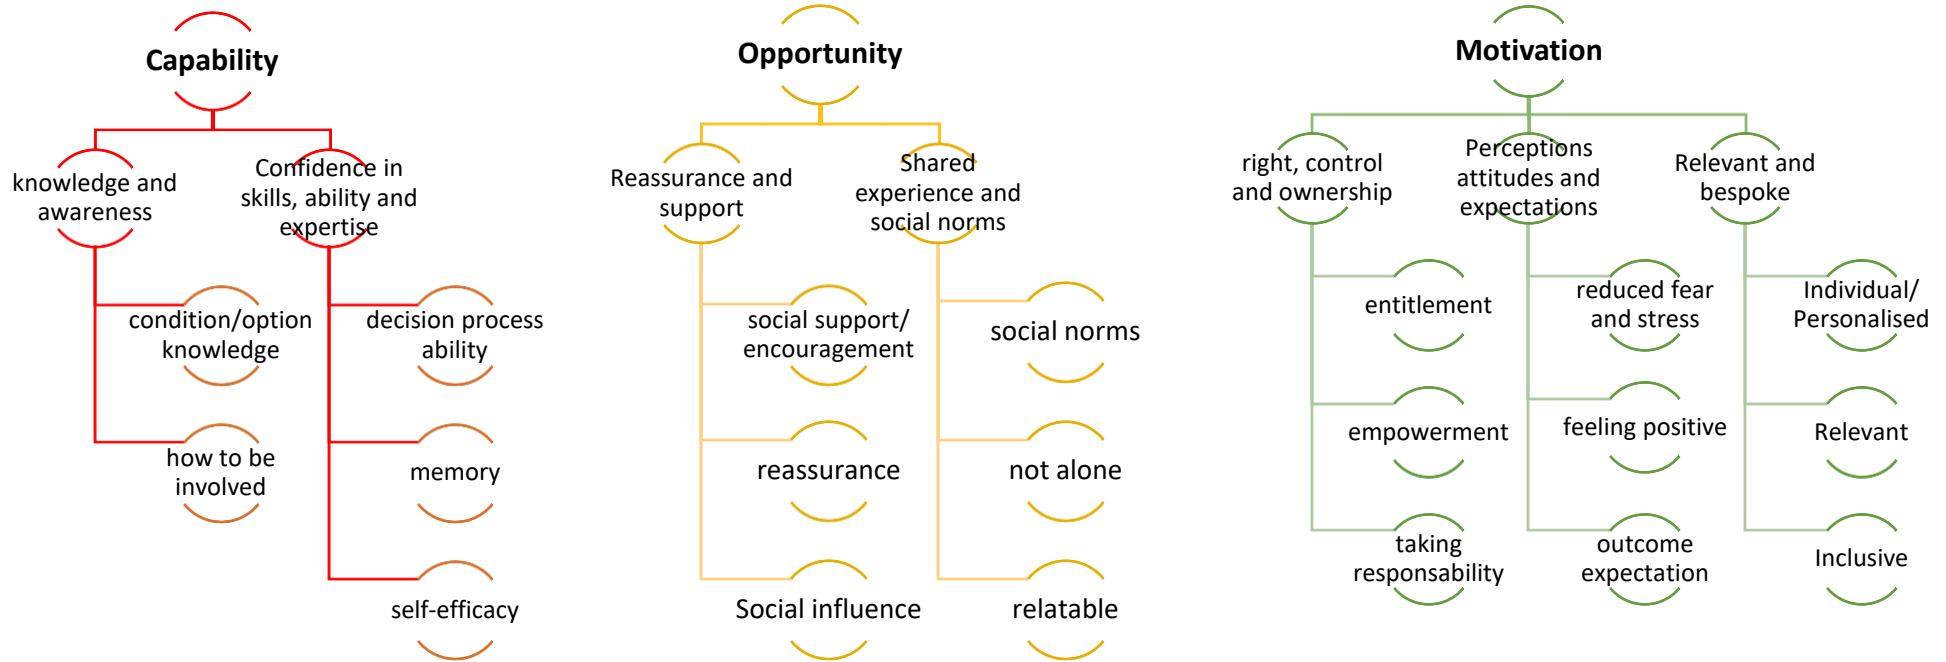 Capability
knowledge and
awareness
condition/option
knowledge
how to be
involved
Confidence in
skills, ability and
expertise
decision process
ability
memory
self-efficacy
Opportunity
Reassurance and
support
social support/
encouragement
reassurance
Social influence
Shared
experience and
social norms
social norms
not alone
relatable
Motivation
right, control
and ownership
entitlement
empowerment
taking
responsability
Perceptions
attitudes and
expectations
reduced fear
and stress
feeling positive
outcome
expectation
Relevant and
bespoke
Individual/
Personalised
Relevant
Inclusive